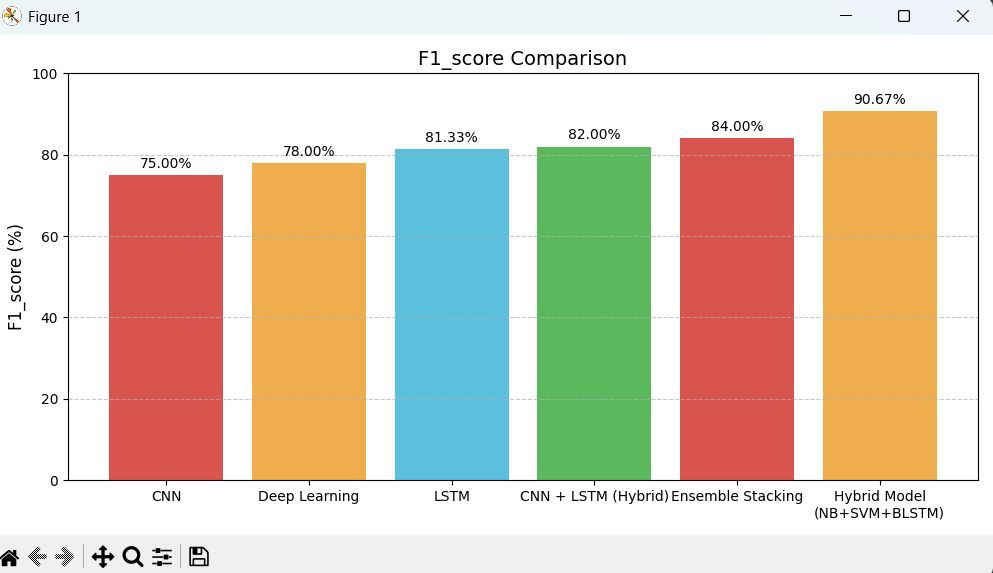 Figure 1
F1_score Comparison
F1_score (%)
100
80
60
40
20
0
75.00%
78.00%
81.33%
82.00%
84.00%
90.67%
CNN
Deep Learning
LSTM
CNN + LSTM (Hybrid)
Ensemble Stacking
Hybrid Model
(NB+SVM+BLSTM)